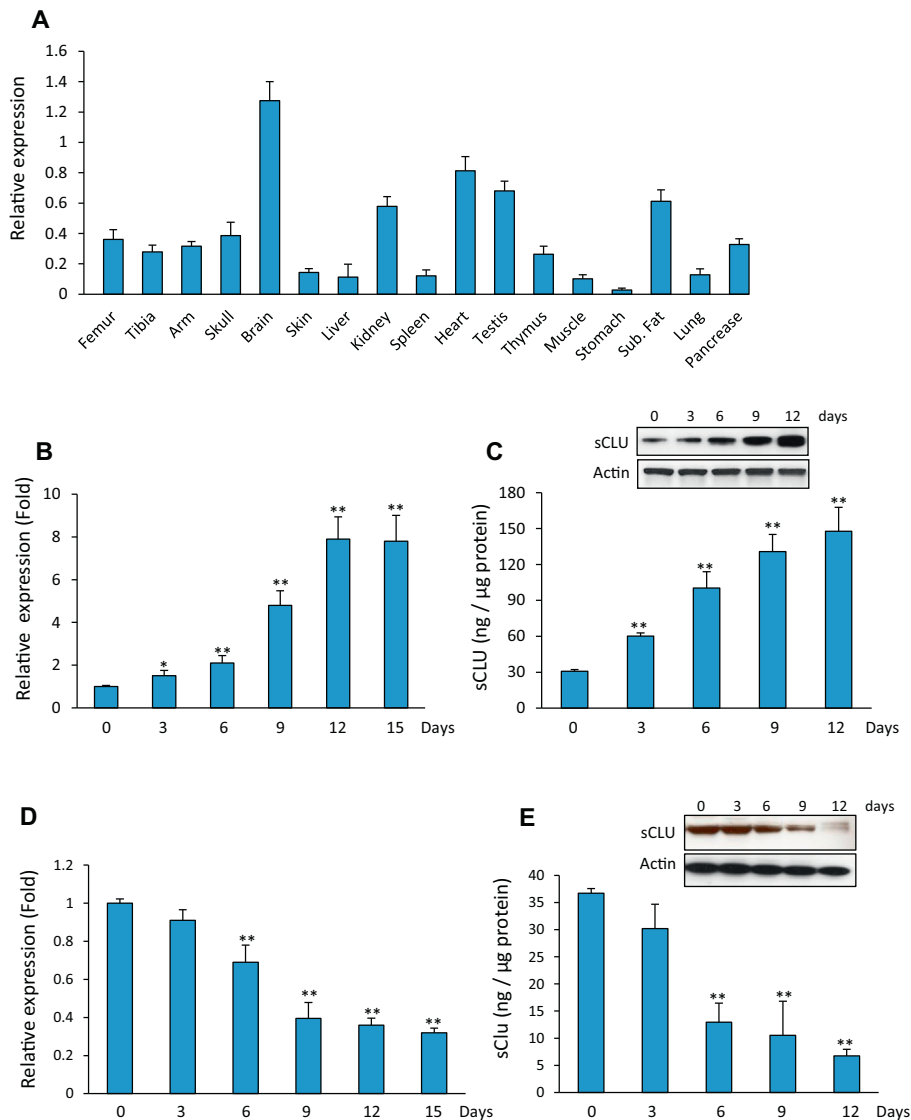 A
Relative expression
1.6
1.4
1.2
1
0.8
0.6
0.4
0.2
0
Femur
Tibia
Arm
Skull
Brain
Skin
Liver
Kidney
Spleen
Heart
Testis
Thymus
Muscle
Stomach
Sub. Fat
Lung
Pancrease
B
Relative expression (Fold)
10
8
6
4
2
0
*
**
**
**
**
0 3 6 9 12 15 Days
C
0 3 6 9 12 days
sCLU
Actin
sCLU (ng / µg protein)
180
150
120
90
60
30
0
**
**
**
**
0 3 6 9 12 Days
D
Relative expression (Fold)
1.2
1
0.8
0.6
0.4
0.2
0
**
**
**
**
0 3 6 9 12 15 Days
E
0 3 6 9 12 days
sCLU
Actin
sClu (ng / µg protein)
40
35
30
25
20
15
10
5
0
**
**
**
0 3 6 9 12 Days